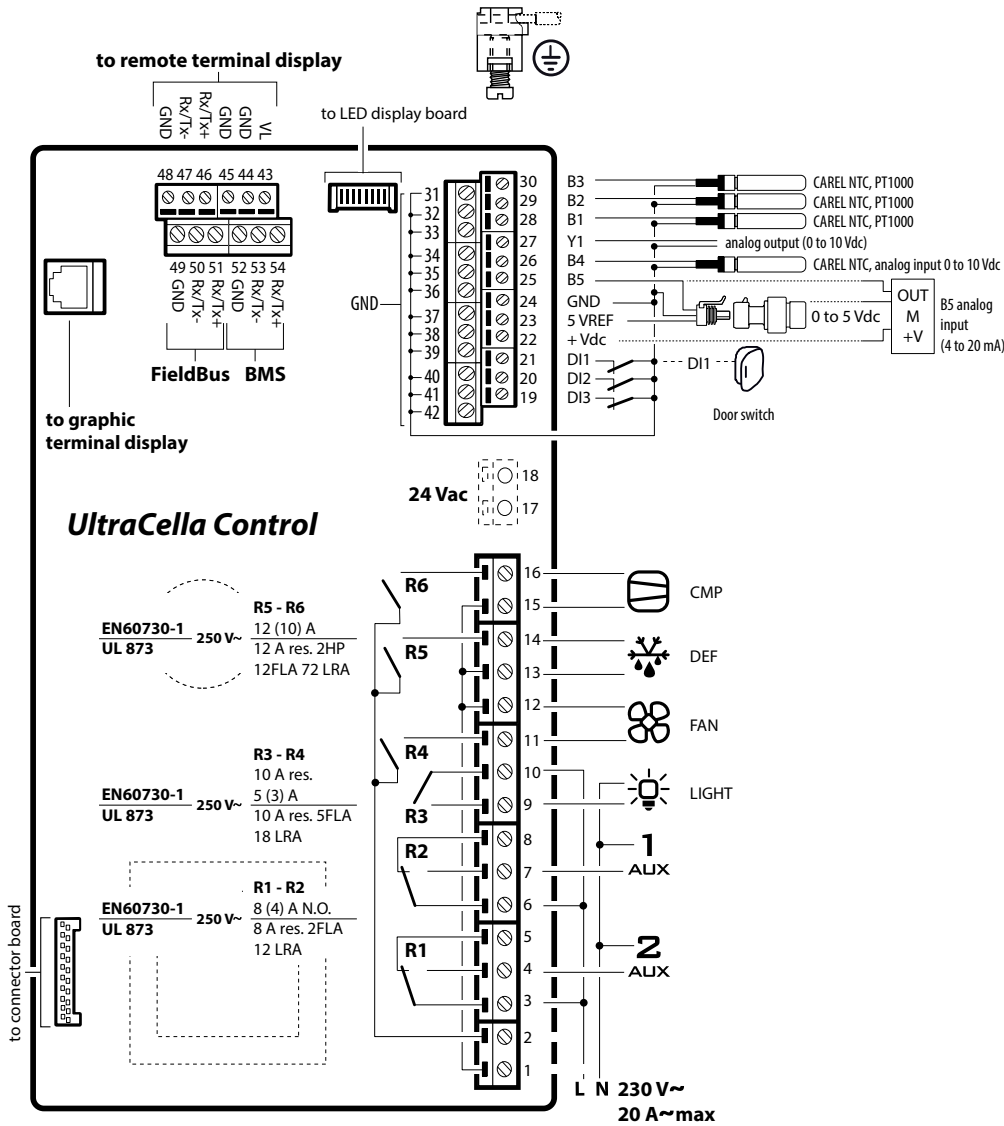 to remote terminal display
GND
Rx/Tx-
Rx/Tx+
GND
GND
VL
to LED display board
48 47 46 45 44 43
49 50 51 52 53 54
GND
Rx/Tx-
Rx/Tx+
GND
Rx/Tx-
Rx/Tx+
FieldBus BMS
to graphic
terminal display
GND
31
32
33
34
35
36
37
38
39
40
41
42
30
29
28
27
26
25
24
23
22
21
20
19
B3
B2
B1
Y1
B4
B5
GND
5 VREF
+ Vdc
DI1
DI2
DI3
CAREL NTC, PT1000
CAREL NTC, PT1000
CAREL NTC, PT1000
analog output (0 to 10 Vdc)
CAREL NTC, analog input 0 to 10 Vdc
0 to 5 Vdc
OUT
M
+V
B5 analog
input
(4 to 20 mA)
DI1
Door switch
24 Vac
18
17
UltraCella Control
EN60730-1
UL 873
250 V~
R5 - R6
12 (10) A
12 A res. 2HP
12FLA 72 LRA
EN60730-1
UL 873
250 V~
R3 - R4
10 A res.
5 (3) A
10 A res. 5FLA
18 LRA
EN60730-1
UL 873
250 V~
R1 - R2
8 (4) A N.O.
8 A res. 2FLA
12 LRA
to connector board
R6
R5
R4
R3
R2
R1
16
15
14
13
12
11
10
9
8
7
6
5
4
3
2
1
CMP
DEF
FAN
LIGHT
1
AUX
2
AUX
L N 230 V~
20 A~max